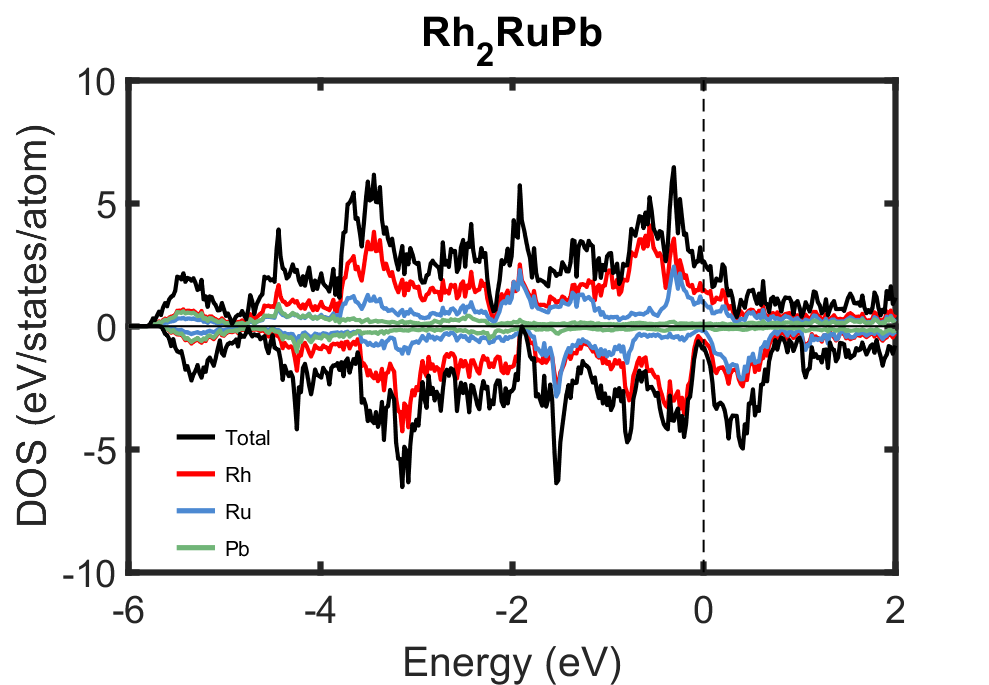 Rh₂RuPb
DOS (eV/states/atom)
10
5
0
-5
-10
Total
Rh
Ru
Pb
-6 -4 -2 0 2
Energy (eV)